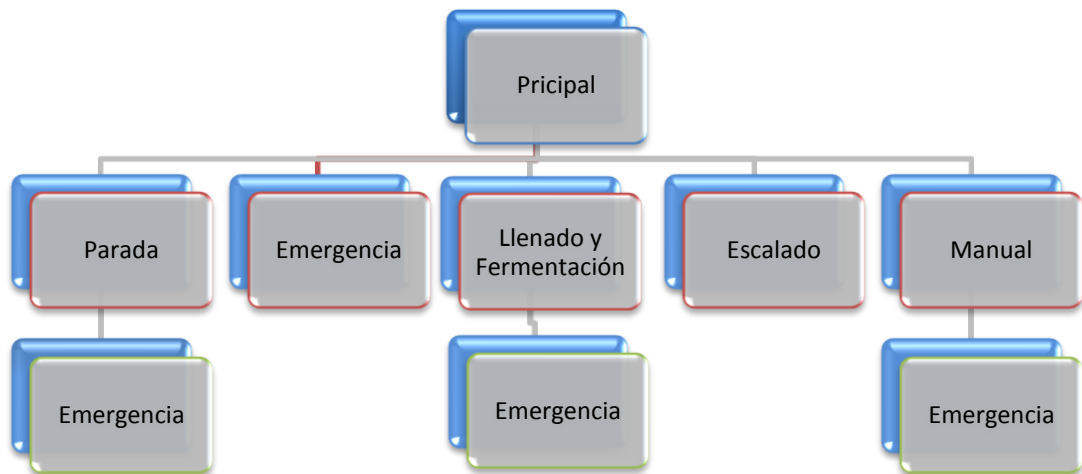 Pricipal
Parada
Emergencia
Llenado y
Fermentación
Escalado
Manual
Emergencia
Emergencia
Emergencia